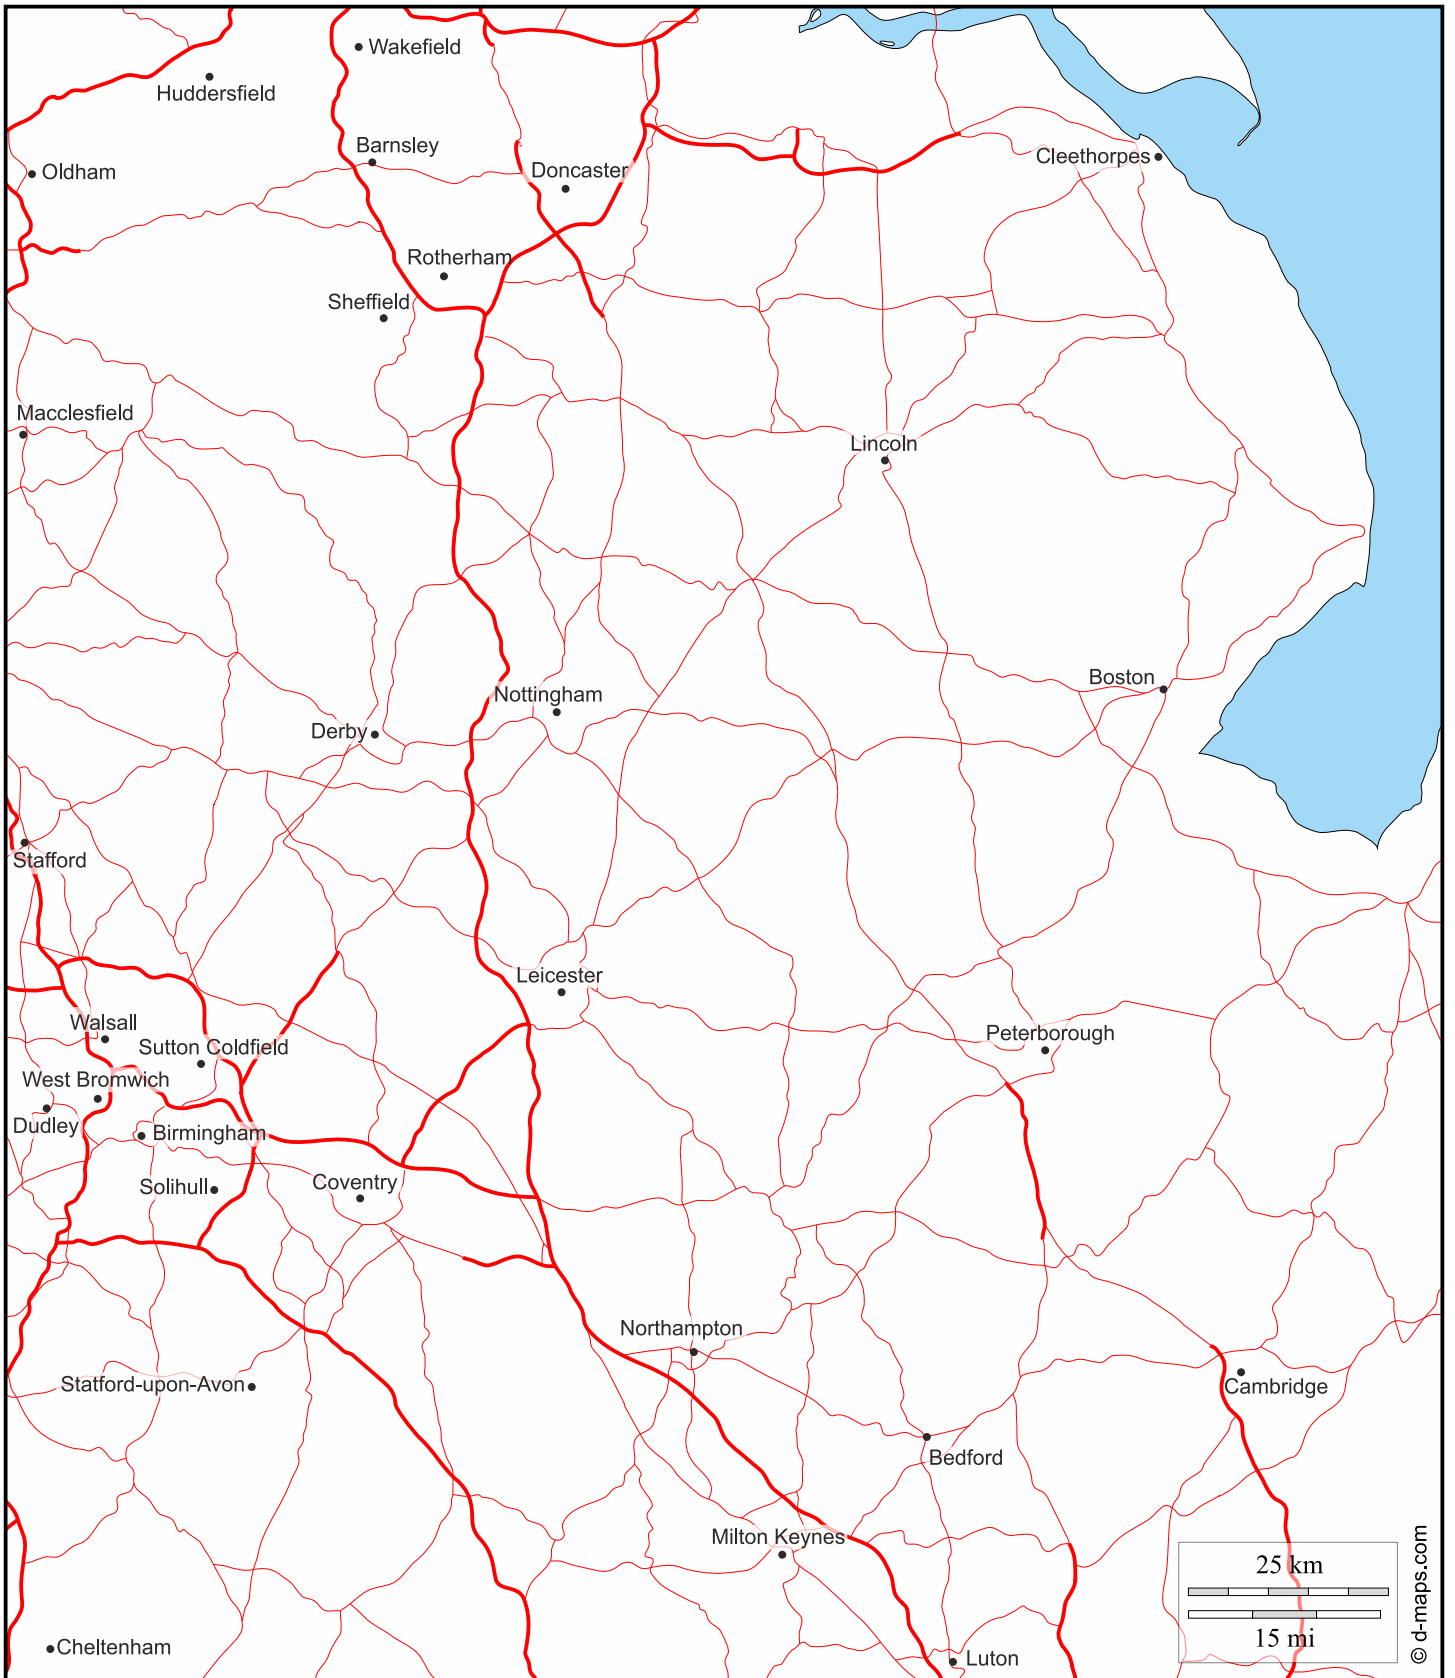 Wakefield
Huddersfield
Barnsley
Cleethorpes
Oldham
Doncaster
Rotherham
Sheffield
Macclesfield
Lincoln
Boston
Nottingham
Derby
Stafford
Leicester
Walsall
Peterborough
Sutton Coldfield
West Bromwich
Dudley
Birmingham
Solihull
Coventry
Northampton
Statford-upon-Avon
Cambridge
Bedford
Milton Keynes
25 km
15 mi
Cheltenham
Luton
© d-maps.com